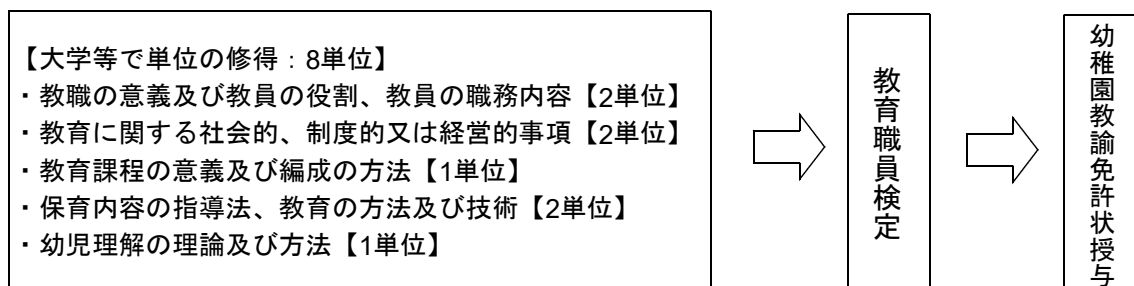 【大学等で単位の修得：8単位】
・教職の意義及び教員の役割、教員の職務内容【2単位】
・教育に関する社会的、制度的又は経営的事項【2単位】
・教育課程の意義及び編成の方法【1単位】
・保育内容の指導法、教育の方法及び技術【2単位】
・幼児理解の理論及び方法【1単位】
教育職員検定
幼稚園教諭免許状授与